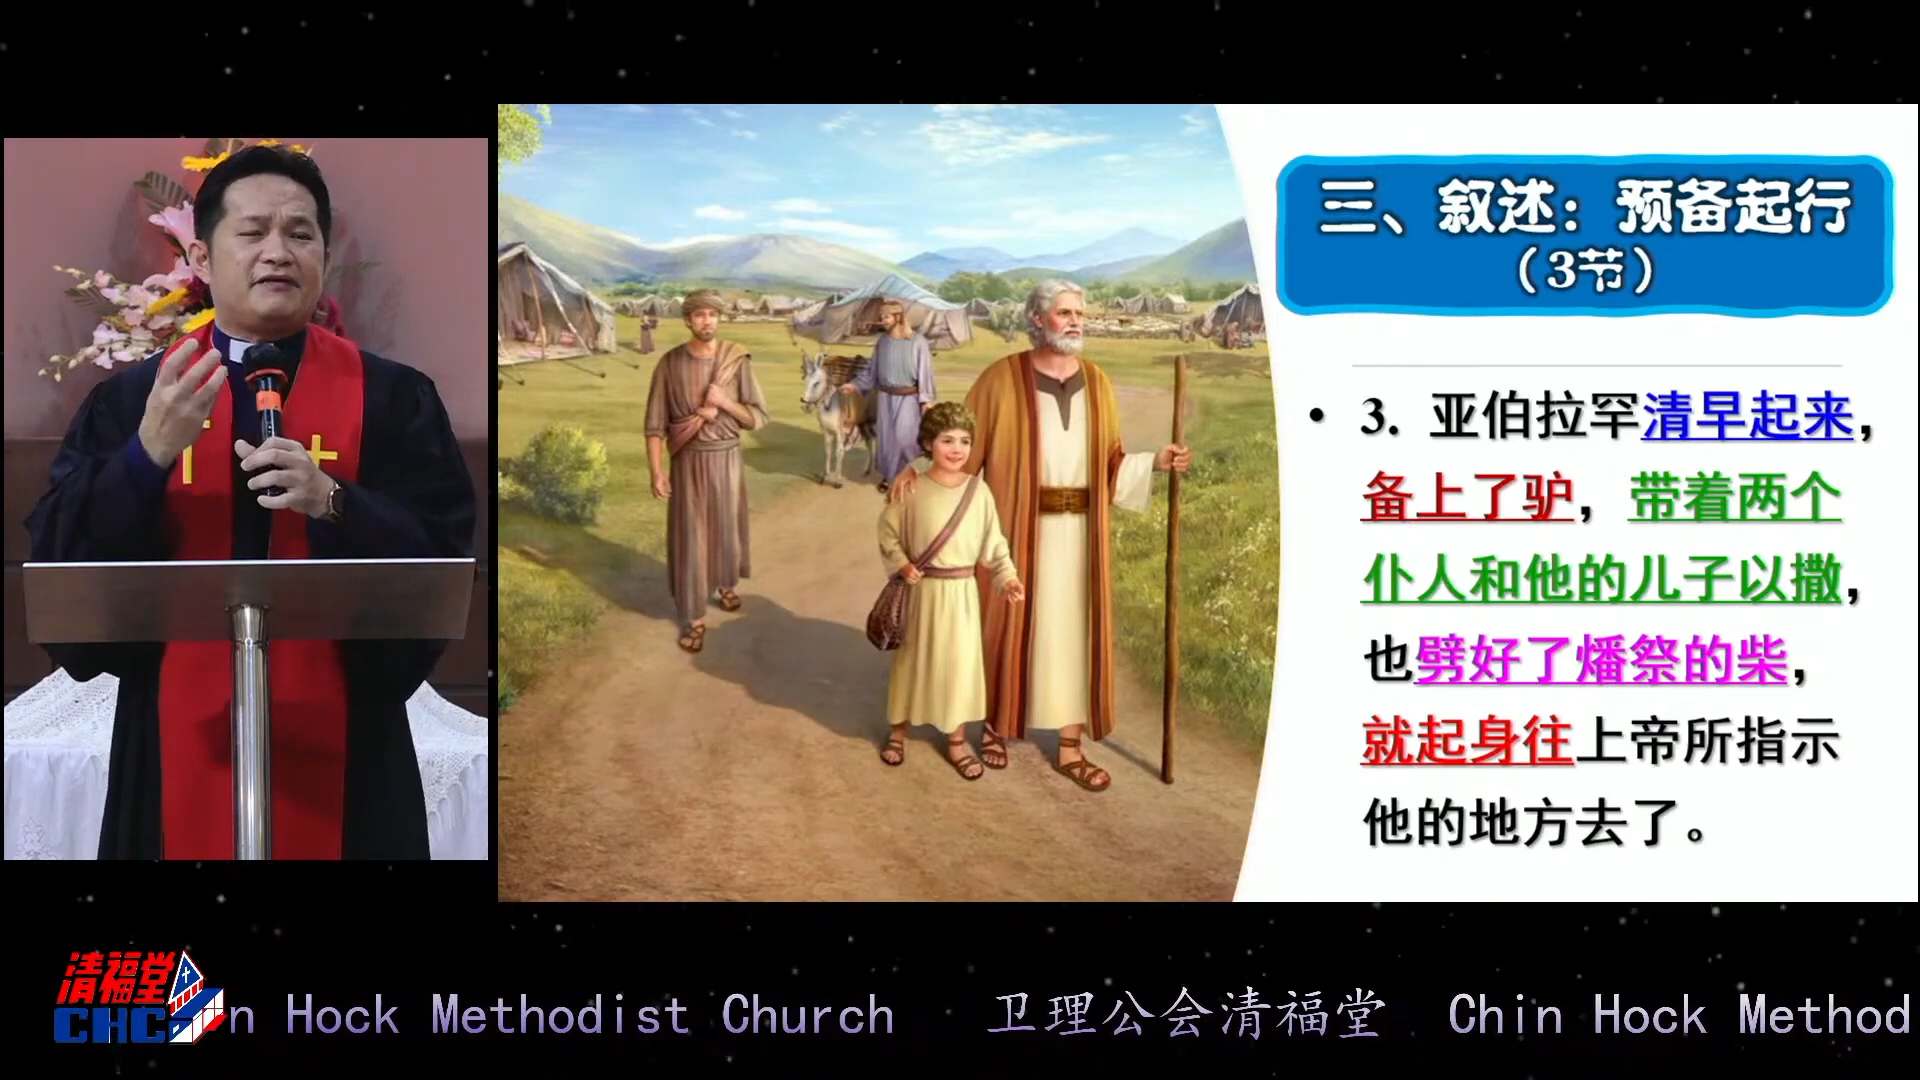 三、叙述：预备起行
（3节）
• 3. 亚伯拉罕清早起来，
备上了驴，带着两个
仆人和他的儿子以撒，
也劈好了燔祭的柴，
就起身往上帝所指示
他的地方去了。
清福堂
CHC
n Hock Methodist Church 卫理公会清福堂 Chin Hock Method